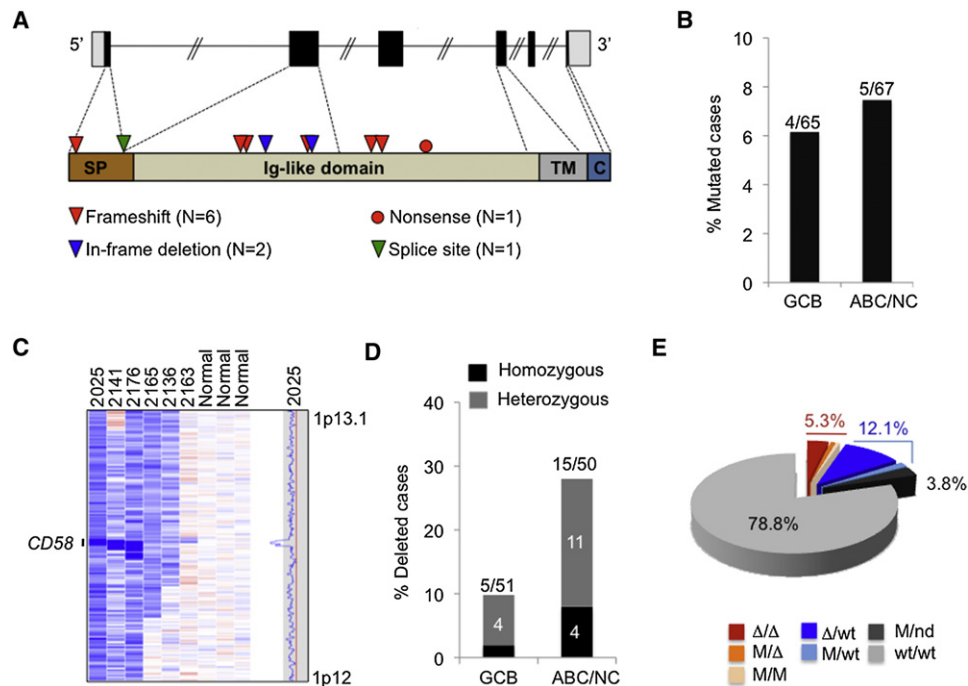 A
5'
3'
SP
Ig-like domain
TM
C
Frameshift (N=6)
Nonsense (N=1)
In-frame deletion (N=2)
Splice site (N=1)
B
% Mutated cases
10
8
6
4
2
0
4/65
5/67
GCB
ABC/NC
C
2025
2141
2176
2165
2136
2163
Normal
Normal
Normal
2025
1p13.1
CD58
1p12
D
Homozygous
Heterozygous
% Deleted cases
40
30
20
10
0
5/51
4
15/50
11
4
GCB
ABC/NC
E
5.3%
12.1%
3.8%
78.8%
Δ/Δ
Δ/wt
M/nd
M/Δ
M/wt
wt/wt
M/M